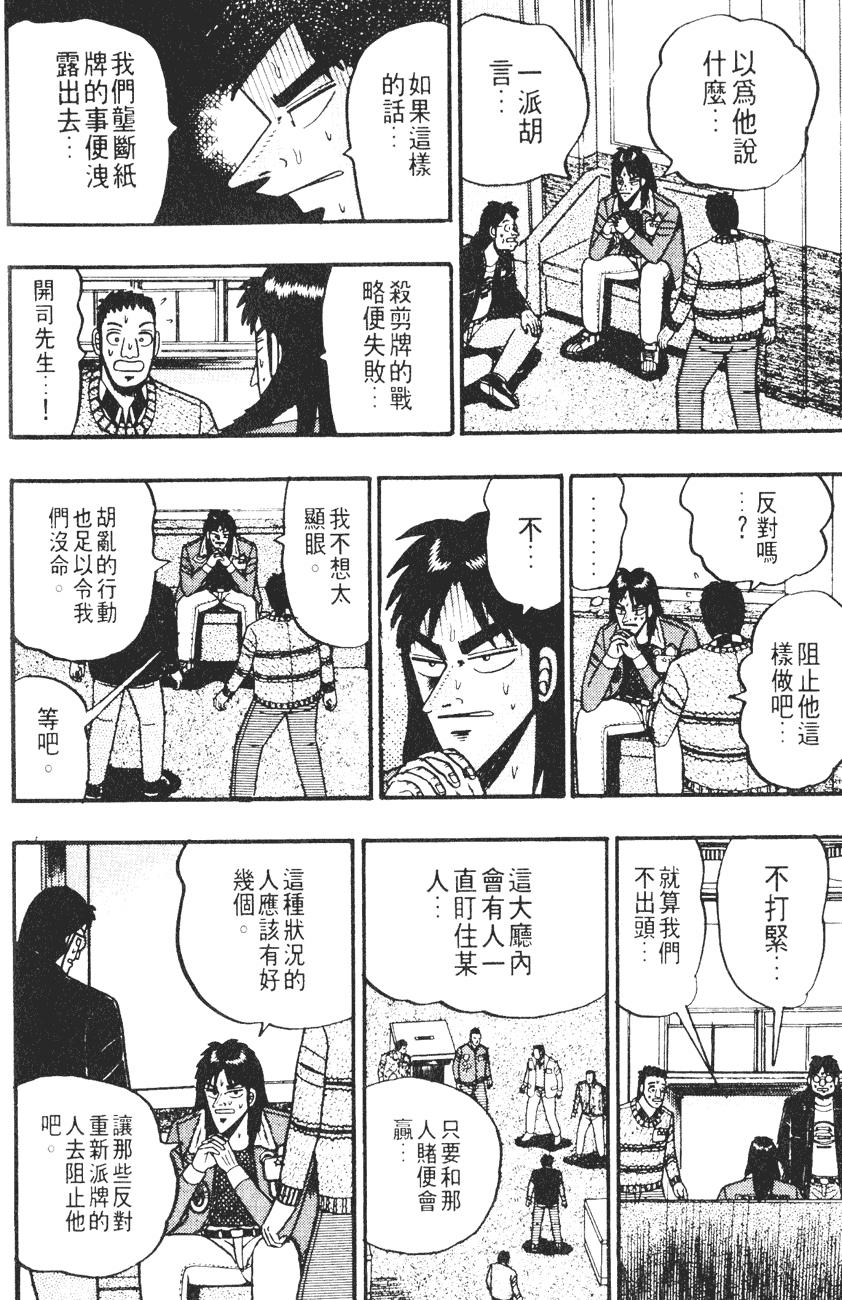 以爲他說
什麼…
一派胡
言…
如果這樣
的話…
我們壟斷紙
牌的事便洩
露出去…
殺剪牌的戰
略便失敗…
開司先生…！
反對嗎
…？
………
阻止他這
樣做吧…
不…
我不想太
顯眼。
胡亂的行動
也足以令我
們沒命。
等吧。
不打緊…
就算我們
不出頭…
這大廳內
會有人一
直盯住某
人…
只要和那
人賭便會
贏…
這種狀況的
人應該有好
幾個。
讓那些反對
重新派牌的
人去阻止他
吧。